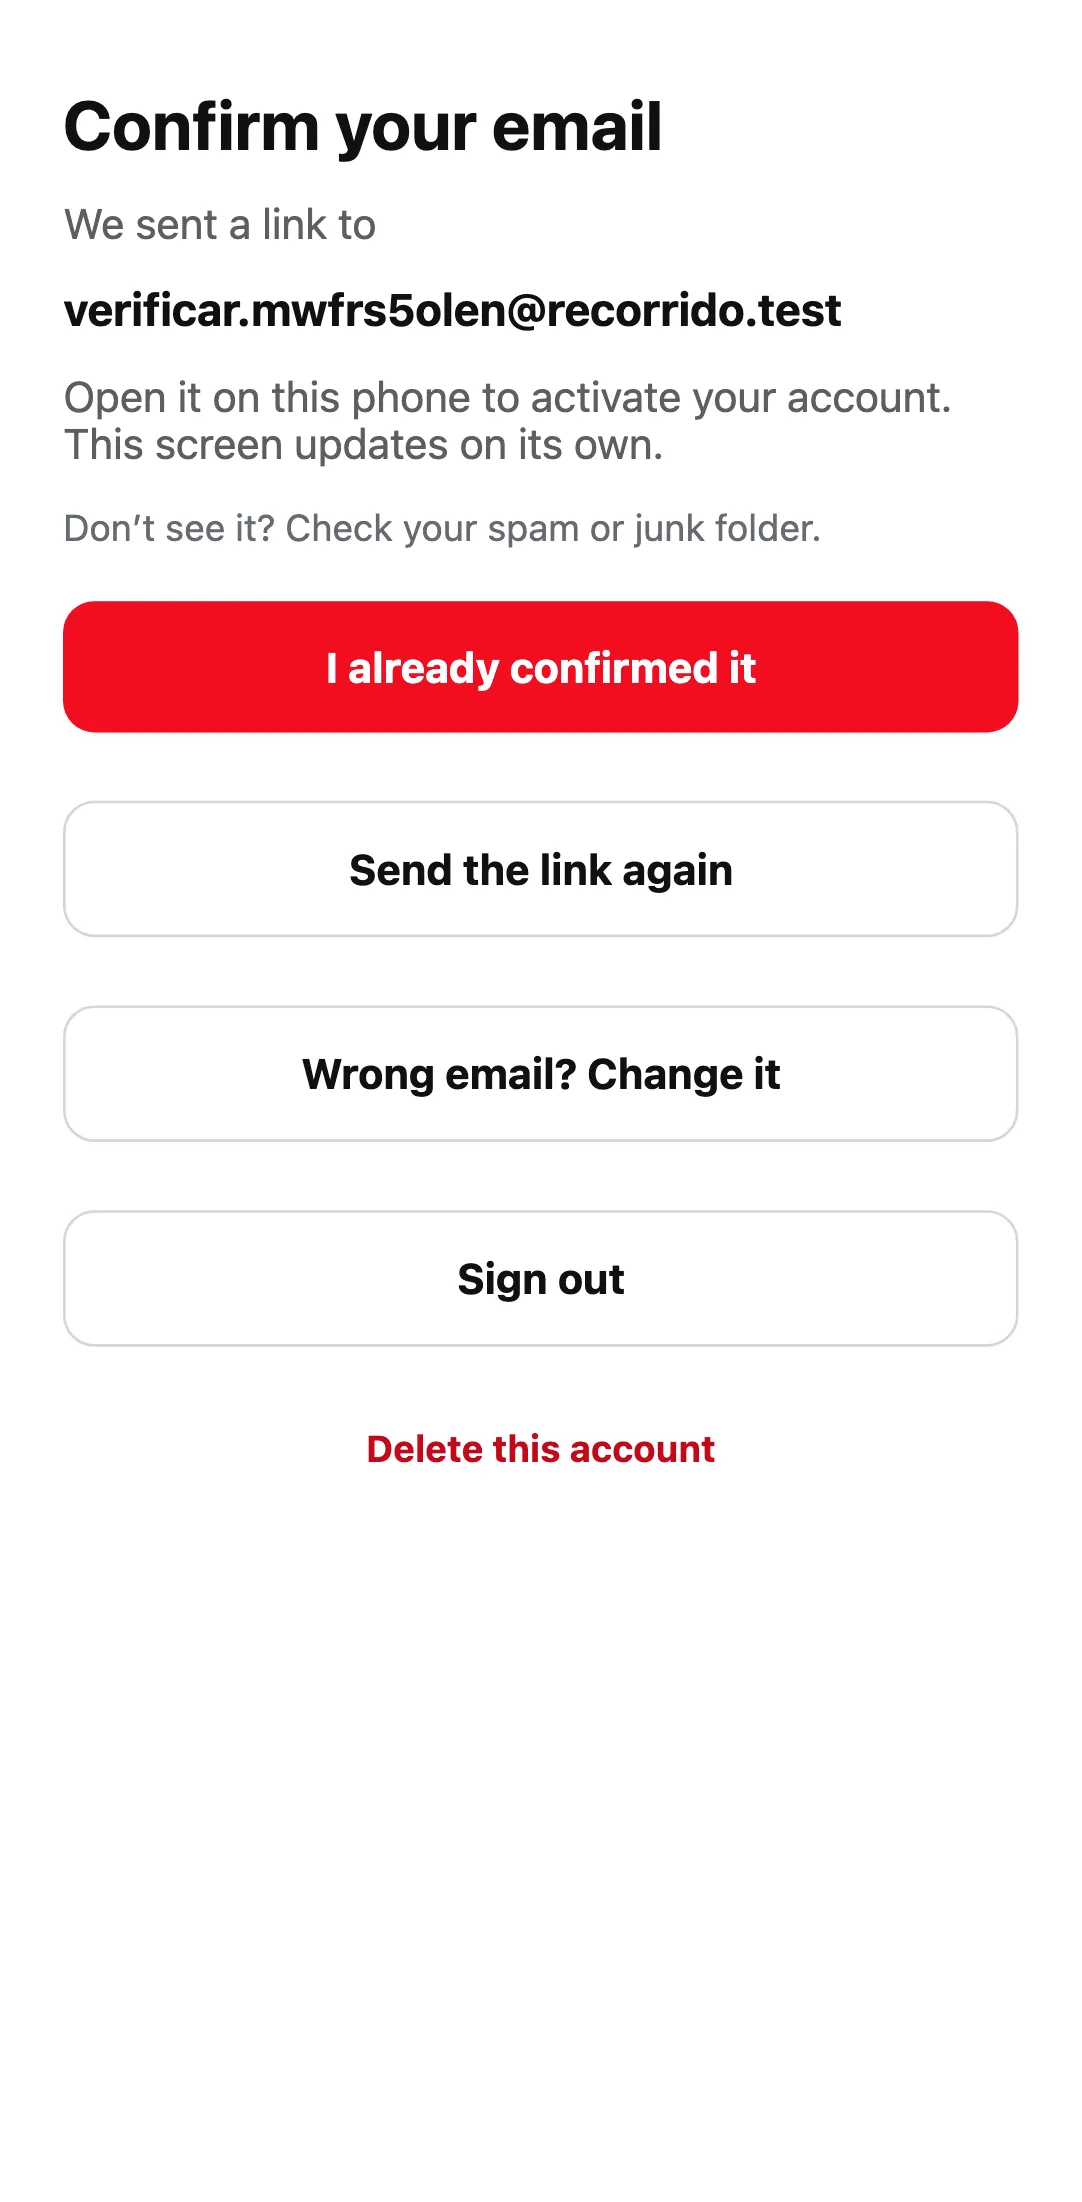 Confirm your email
We sent a link to
verificar.mwfrs5olen@recorrido.test
Open it on this phone to activate your account.
This screen updates on its own.
Don’t see it? Check your spam or junk folder.
I already confirmed it
Send the link again
Wrong email? Change it
Sign out
Delete this account